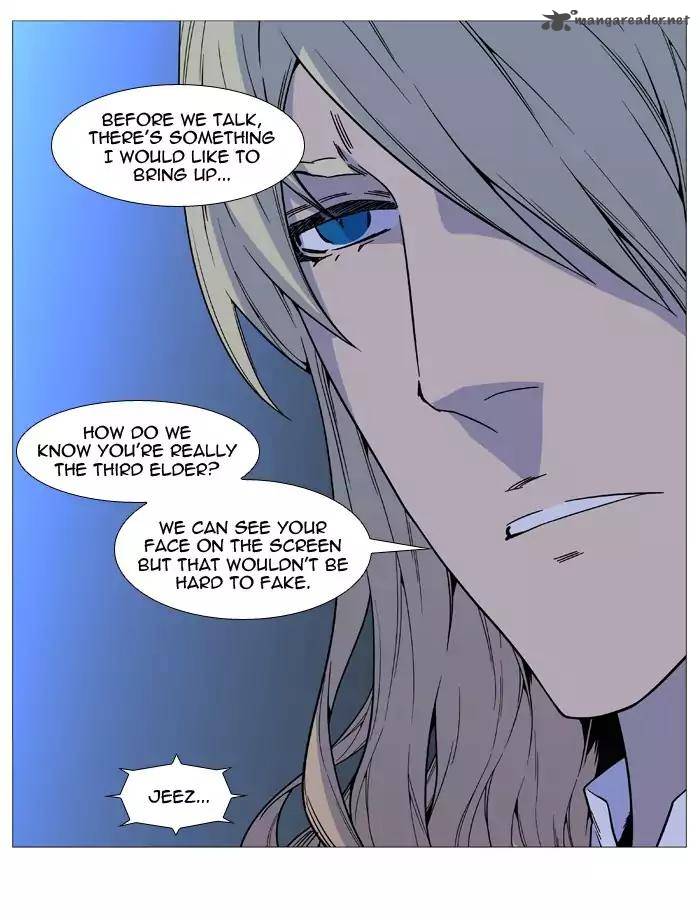 mangareader.net
BEFORE WE TALK,
THERE'S SOMETHING
I WOULD LIKE TO
BRING UP...
HOW DO WE
KNOW YOU'RE REALLY
THE THIRD ELDER?
WE CAN SEE YOUR
FACE ON THE SCREEN
BUT THAT WOULDN'T BE
HARD TO FAKE.
JEEZ...